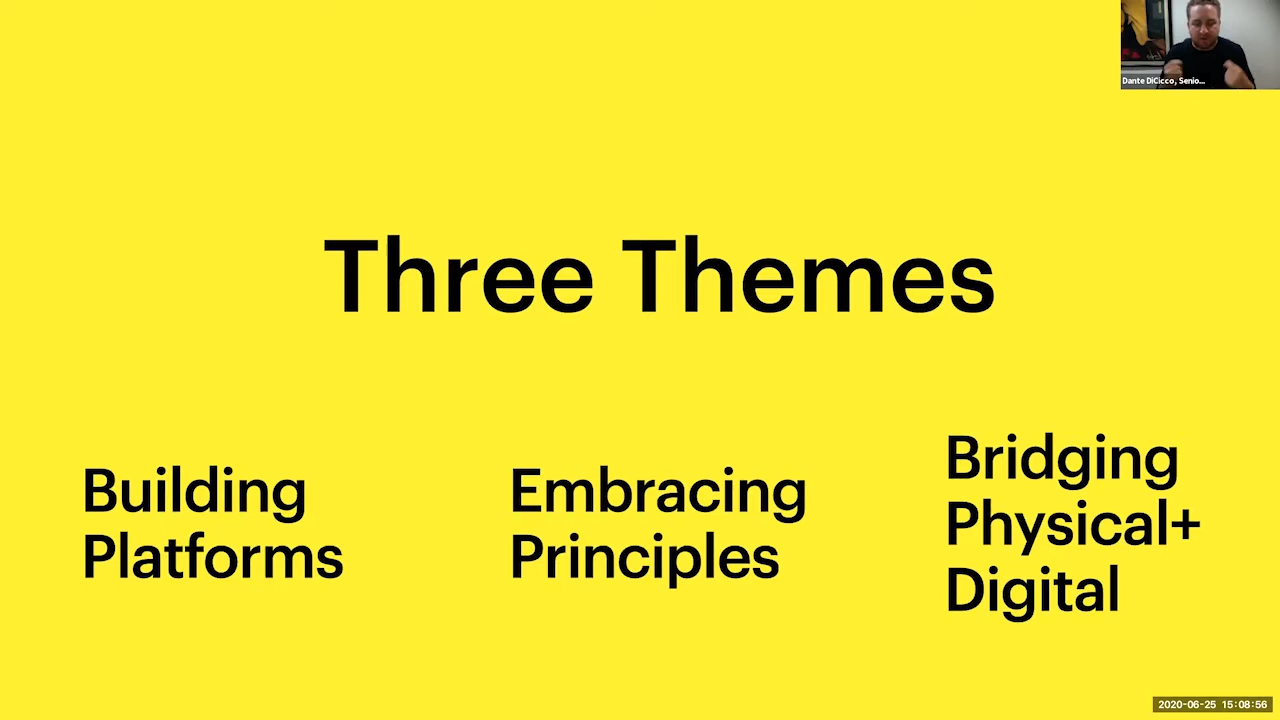 Dante DiCicco, Senio...
Three Themes
Building
Platforms
Embracing
Principles
Bridging
Physical+
Digital
2020-06-25 15:08:56